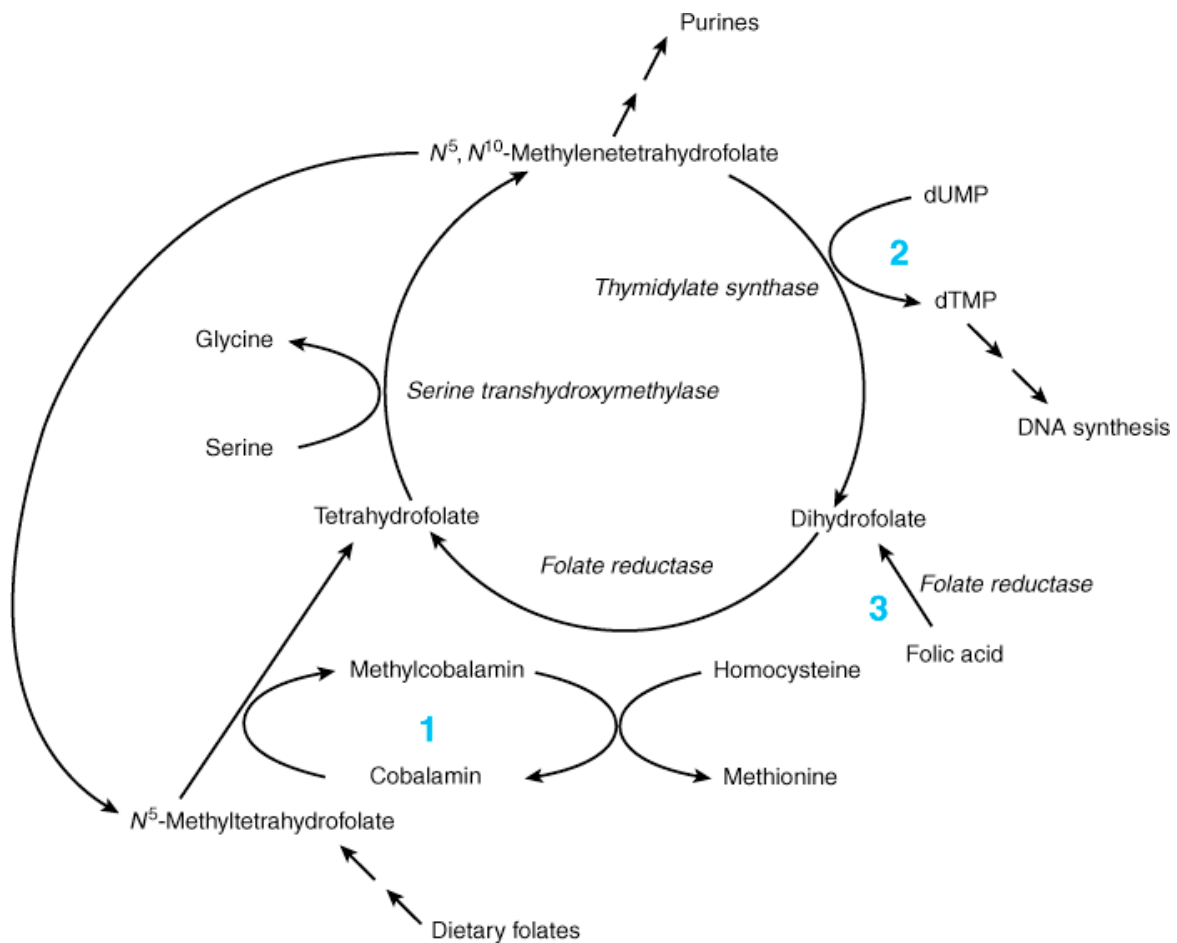 Purines
N⁵, N¹⁰-Methylenetetrahydrofolate
dUMP
2
Thymidylate synthase
dTMP
Glycine
Serine transhydroxymethylase
DNA synthesis
Serine
Tetrahydrofolate
Dihydrofolate
Folate reductase
Folate reductase
3
Folic acid
Methylcobalamin
Homocysteine
1
Cobalamin
Methionine
N⁵-Methyltetrahydrofolate
Dietary folates